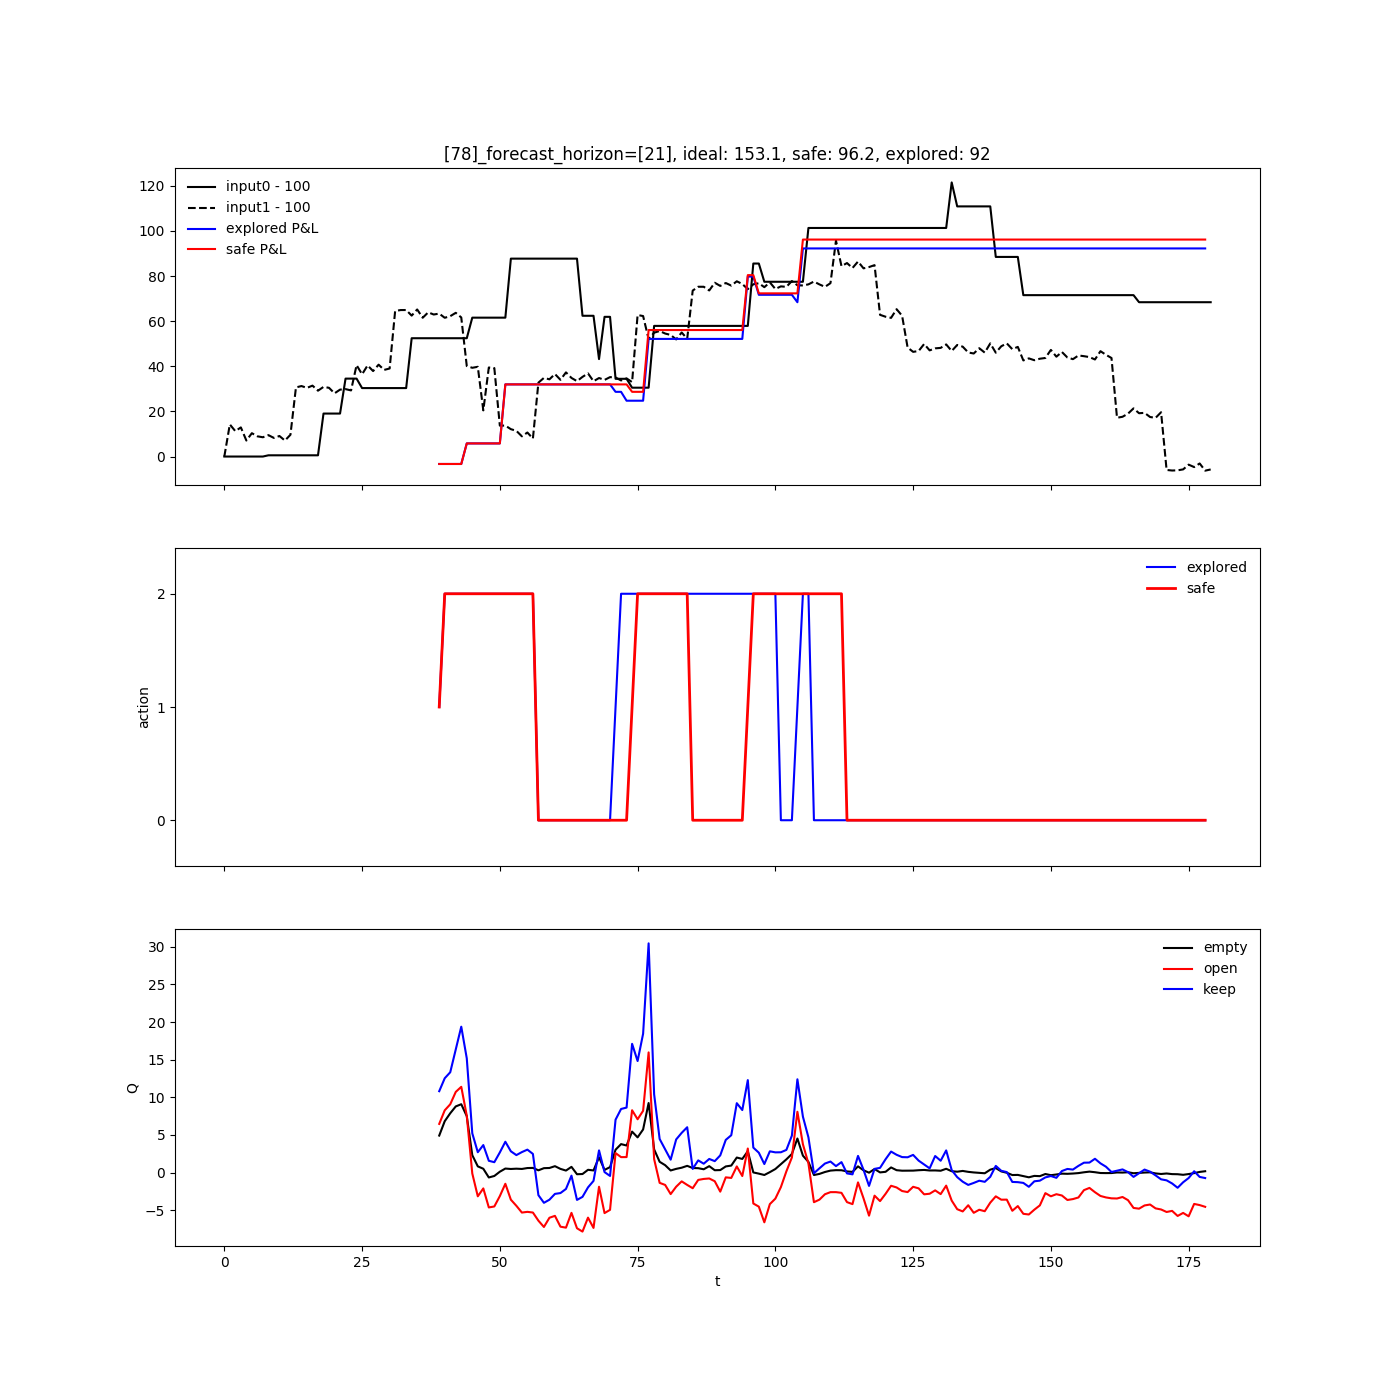 [78]_forecast_horizon=[21], ideal: 153.1, safe: 96.2, explored: 92
input0 - 100
input1 - 100
explored P&L
safe P&L
120
100
80
60
40
20
0
explored
safe
2
1
0
action
empty
open
keep
30
25
20
15
10
5
0
−5
Q
0 25 50 75 100 125 150 175
t